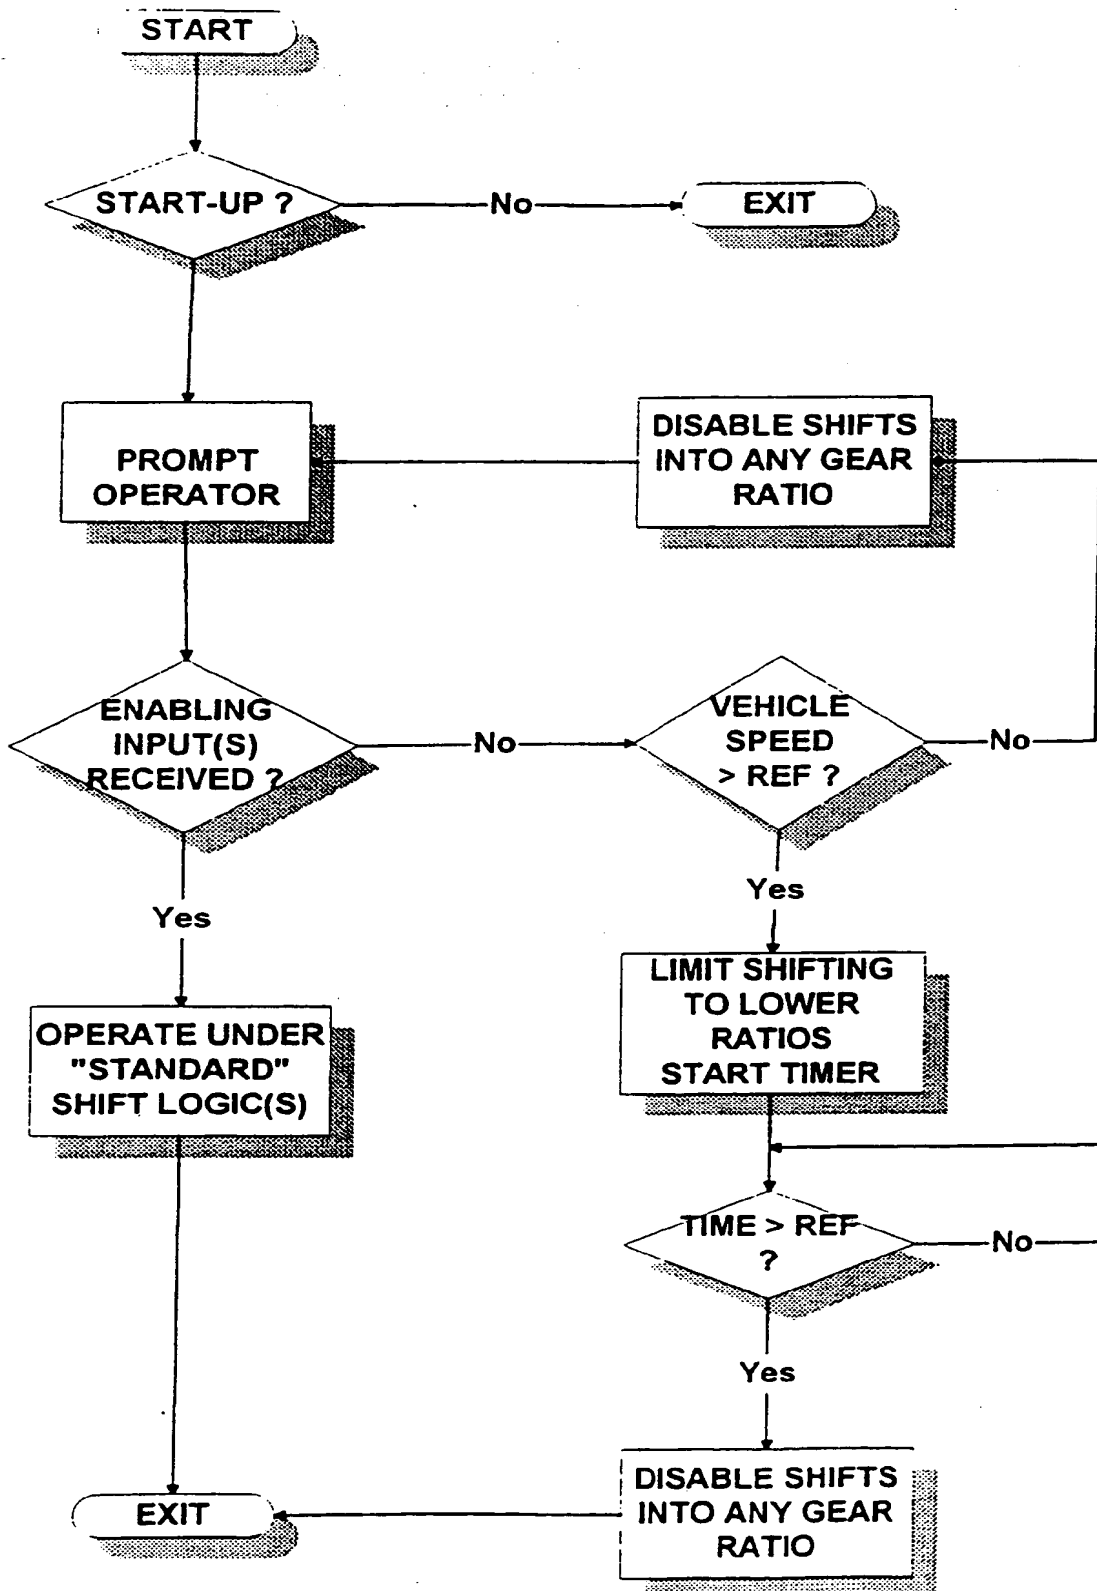 START
START-UP ?
No
EXIT
PROMPT
OPERATOR
DISABLE SHIFTS
INTO ANY GEAR
RATIO
ENABLING
INPUT(S)
RECEIVED ?
No
VEHICLE
SPEED
> REF ?
No
Yes
Yes
LIMIT SHIFTING
TO LOWER
RATIOS
START TIMER
OPERATE UNDER
"STANDARD"
SHIFT LOGIC(S)
TIME > REF
?
No
Yes
DISABLE SHIFTS
INTO ANY GEAR
RATIO
EXIT